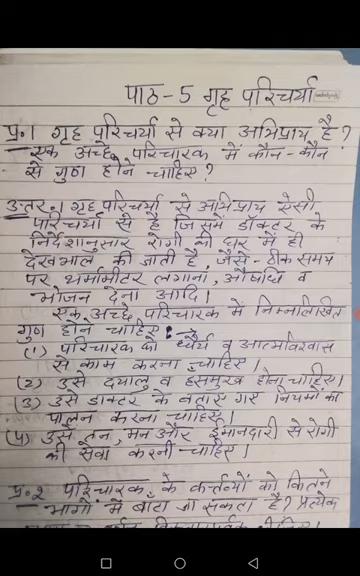 पाठ-5 गृह परिचर्या
प्र.1 गृह परिचर्या से क्या अभिप्राय है?
एक अच्छे परिचारक में कौन-कौन
से गुण होने चाहिए?
उत्तर.1 गृह परिचर्या से अभिप्राय ऐसी
परिचर्या से है जिसमें डॉक्टर के
निर्देशानुसार रोगी की घर में ही
देखभाल की जाती है, जैसे- ठीक समय
पर थर्मामीटर लगाना, औषधि व
भोजन देना आदि।
एक अच्छे परिचारक में निम्नलिखित
गुण होने चाहिए:→
(1) परिचारक को धैर्य व आत्मविश्वास
से काम करना चाहिए।
(2) उसे दयालु व हसमुख होना चाहिए।
(3) उसे डाक्टर के बताए गए नियमों का
पालन करना चाहिए।
(4) उसे तन, मन और ईमानदारी से रोगी
की सेवा करनी चाहिए।
प्र.2 परिचारक के कर्त्तव्यों को कितने
भागों में बाँटा जा सकता है? प्रत्येक